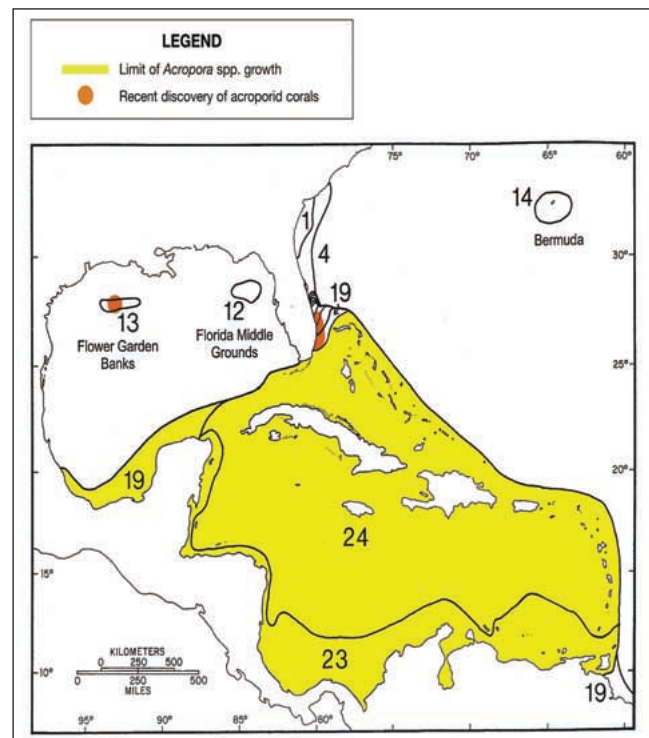 LEGEND
Limit of Acropora spp. growth
Recent discovery of acroporid corals
75°
70°
65°
60°
1
14
4
Bermuda
30°
19
13
12
Flower Garden
Banks
Florida Middle
Grounds
25°
19
20°
24
15°
KILOMETERS
0 250 500
0 250 500
MILES
23
10°
19
95°
90°
85°
80°